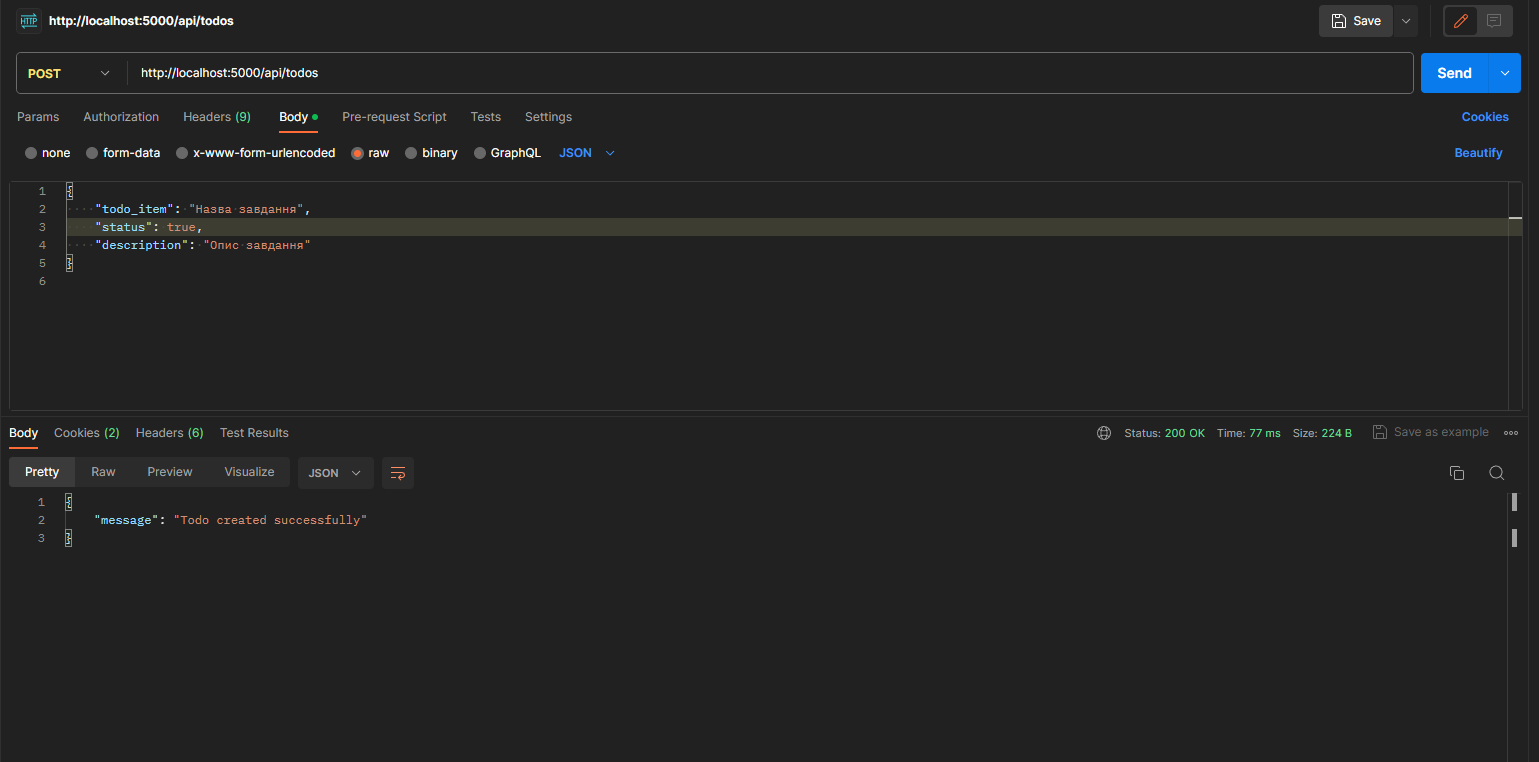 HTTP http://localhost:5000/api/todos Save
POST http://localhost:5000/api/todos Send
Params Authorization Headers (9) Body Pre-request Script Tests Settings Cookies
none form-data x-www-form-urlencoded raw binary GraphQL JSON Beautify
1 {
2 "todo_item": "Назва завдання",
3 "status": true,
4 "description": "Опис завдання"
5 }
6
Body Cookies (2) Headers (6) Test Results Status: 200 OK Time: 77 ms Size: 224 B Save as example
Pretty Raw Preview Visualize JSON
1 {
2 "message": "Todo created successfully"
3 }